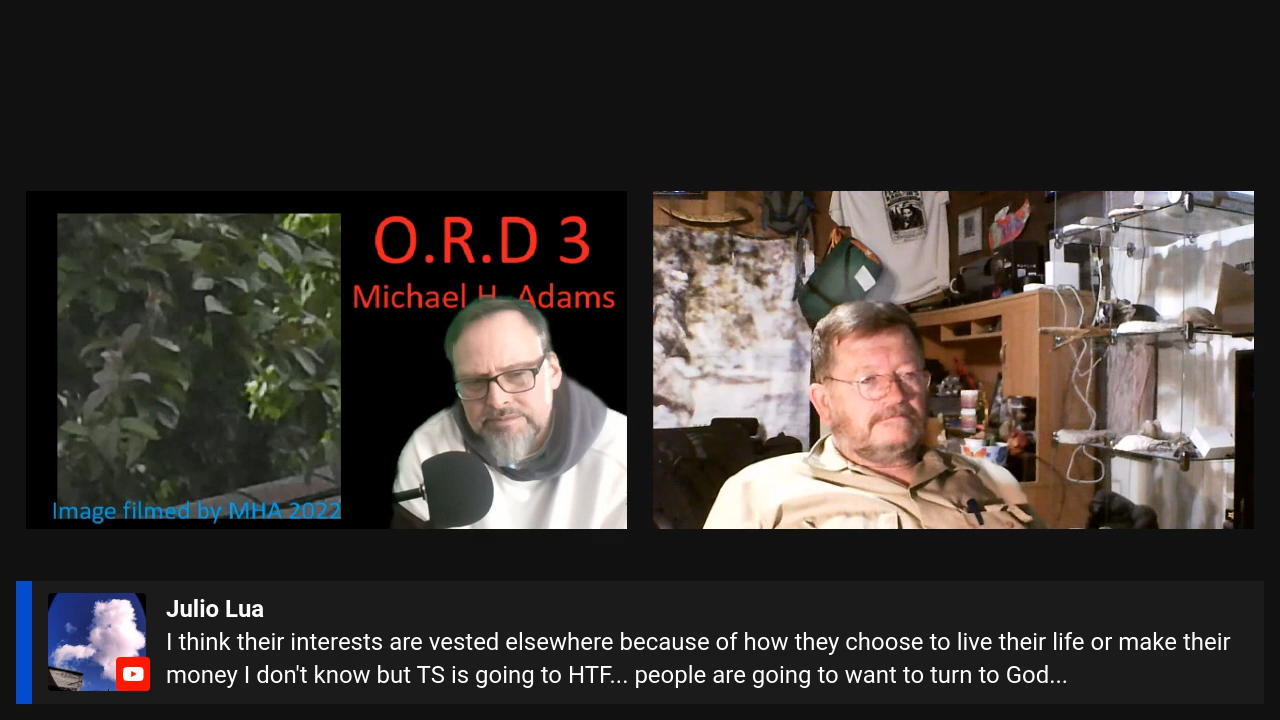 O.R.D 3
Michael H. Adams
Image filmed by MHA 2022
Julio Lua
I think their interests are vested elsewhere because of how they choose to live their life or make their
money I don't know but TS is going to HTF... people are going to want to turn to God...